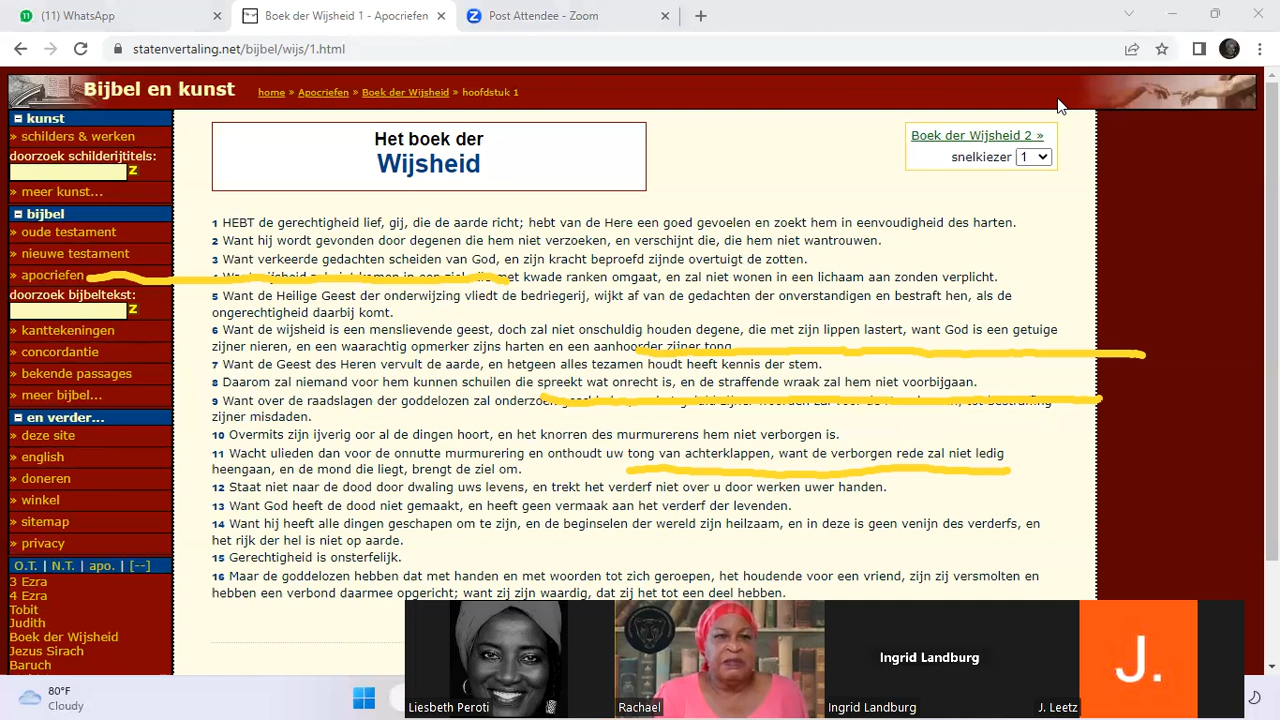 (11) WhatsApp
Boek der Wijsheid 1 - Apocriefen
Post Attendee - Zoom
statenvertaling.net/bijbel/wijs/1.html
Bijbel en kunst
home » Apocriefen » Boek der Wijsheid » hoofdstuk 1
kunst
» schilders & werken
doorzoek schilderijtitels:
Z
» meer kunst...
bijbel
» oude testament
» nieuwe testament
» apocriefen
doorzoek bijbeltekst:
Z
» kanttekeningen
» concordantie
» bekende passages
» meer bijbel...
en verder...
» deze site
» english
» doneren
» winkel
» sitemap
» privacy
O.T. | N.T. | apo. | [--]
3 Ezra
4 Ezra
Tobit
Judith
Boek der Wijsheid
Jezus Sirach
Baruch
Het boek der
Wijsheid
Boek der Wijsheid 2 »
snelkiezer 1
1 HEBT de gerechtigheid lief, gij, die de aarde richt; hebt van de Here een goed gevoelen en zoekt hem in eenvoudigheid des harten.
2 Want hij wordt gevonden door degenen die hem niet verzoeken, en verschijnt die, die hem niet wantrouwen.
3 Want verkeerde gedachten scheiden van God, en zijn kracht beproefd zijnde overtuigt de zotten.
kwade ranken omgaat, en zal niet wonen in een lichaam aan zonden verplicht.
5 Want de Heilige Geest der onderwijzing vliedt de bedriegerij, wijkt af van de gedachten der onverstandigen en bestraft hen, als de
ongerechtigheid daarbij komt.
6 Want de wijsheid is een menslievende geest, doch zal niet onschuldig houden degene, die met zijn lippen lastert, want God is een getuige
zijner nieren, en een waarachtig opmerker zijns harten en een aanhoorder zijner tong.
7 Want de Geest des Heren vervult de aarde, en hetgeen alles tezamen houdt heeft kennis der stem.
8 Daarom zal niemand voor hem kunnen schuilen die spreekt wat onrecht is, en de straffende wraak zal hem niet voorbijgaan.
9 Want over de raadslagen der goddelozen zal
zijner misdaden.
10 Overmits zijn ijverig oor al de dingen hoort, en het knorren des murmurerens hem niet verborgen is.
11 Wacht ulieden dan voor de onnutte murmurering en onthoudt uw tong van achterklappen, want de verborgen rede zal niet ledig
heengaan, en de mond die liegt, brengt de ziel om.
12 Staat niet naar de dood door dwaling uws levens, en trekt het verderf niet over u door werken uwer handen.
13 Want God heeft de dood niet gemaakt, en heeft geen vermaak aan het verderf der levenden.
14 Want hij heeft alle dingen geschapen om te zijn, en de beginselen der wereld zijn heilzaam, en in deze is geen venijn des verderfs, en
het rijk der hel is niet op aarde.
15 Gerechtigheid is onsterfelijk.
16 Maar de goddelozen hebben dat met handen en met woorden tot zich geroepen, het houdende voor een vriend, zijn zij versmolten en
hebben een verbond daarmee opgericht; want zij zijn waardig, dat zij het tot een deel hebben.
Ingrid Landburg
J.
Liesbeth Peroti
Rachael
Ingrid Landburg
J. Leetz
80°F
Cloudy